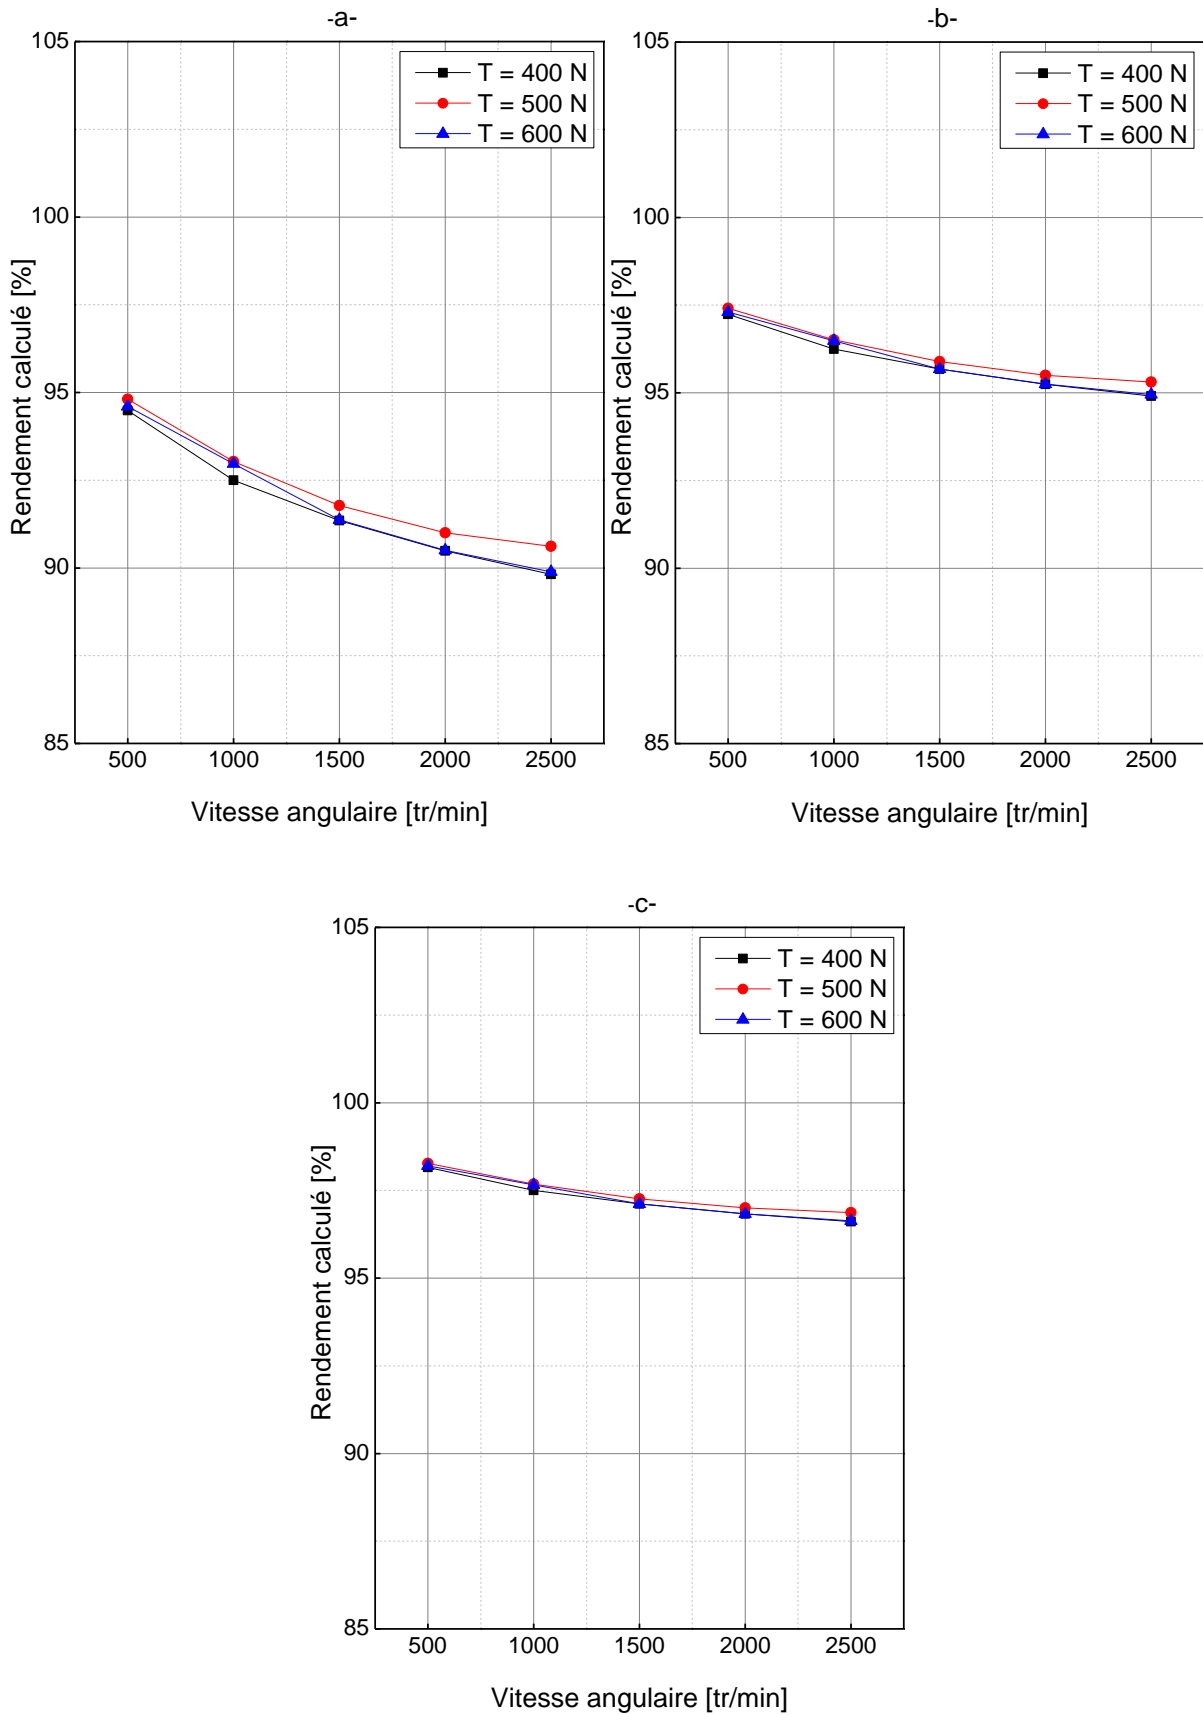 -a-
105
100
95
90
85
Rendement calculé [%]
T = 400 N
T = 500 N
T = 600 N
500 1000 1500 2000 2500
Vitesse angulaire [tr/min]
-b-
105
100
95
90
85
Rendement calculé [%]
T = 400 N
T = 500 N
T = 600 N
500 1000 1500 2000 2500
Vitesse angulaire [tr/min]
-c-
105
100
95
90
85
Rendement calculé [%]
T = 400 N
T = 500 N
T = 600 N
500 1000 1500 2000 2500
Vitesse angulaire [tr/min]